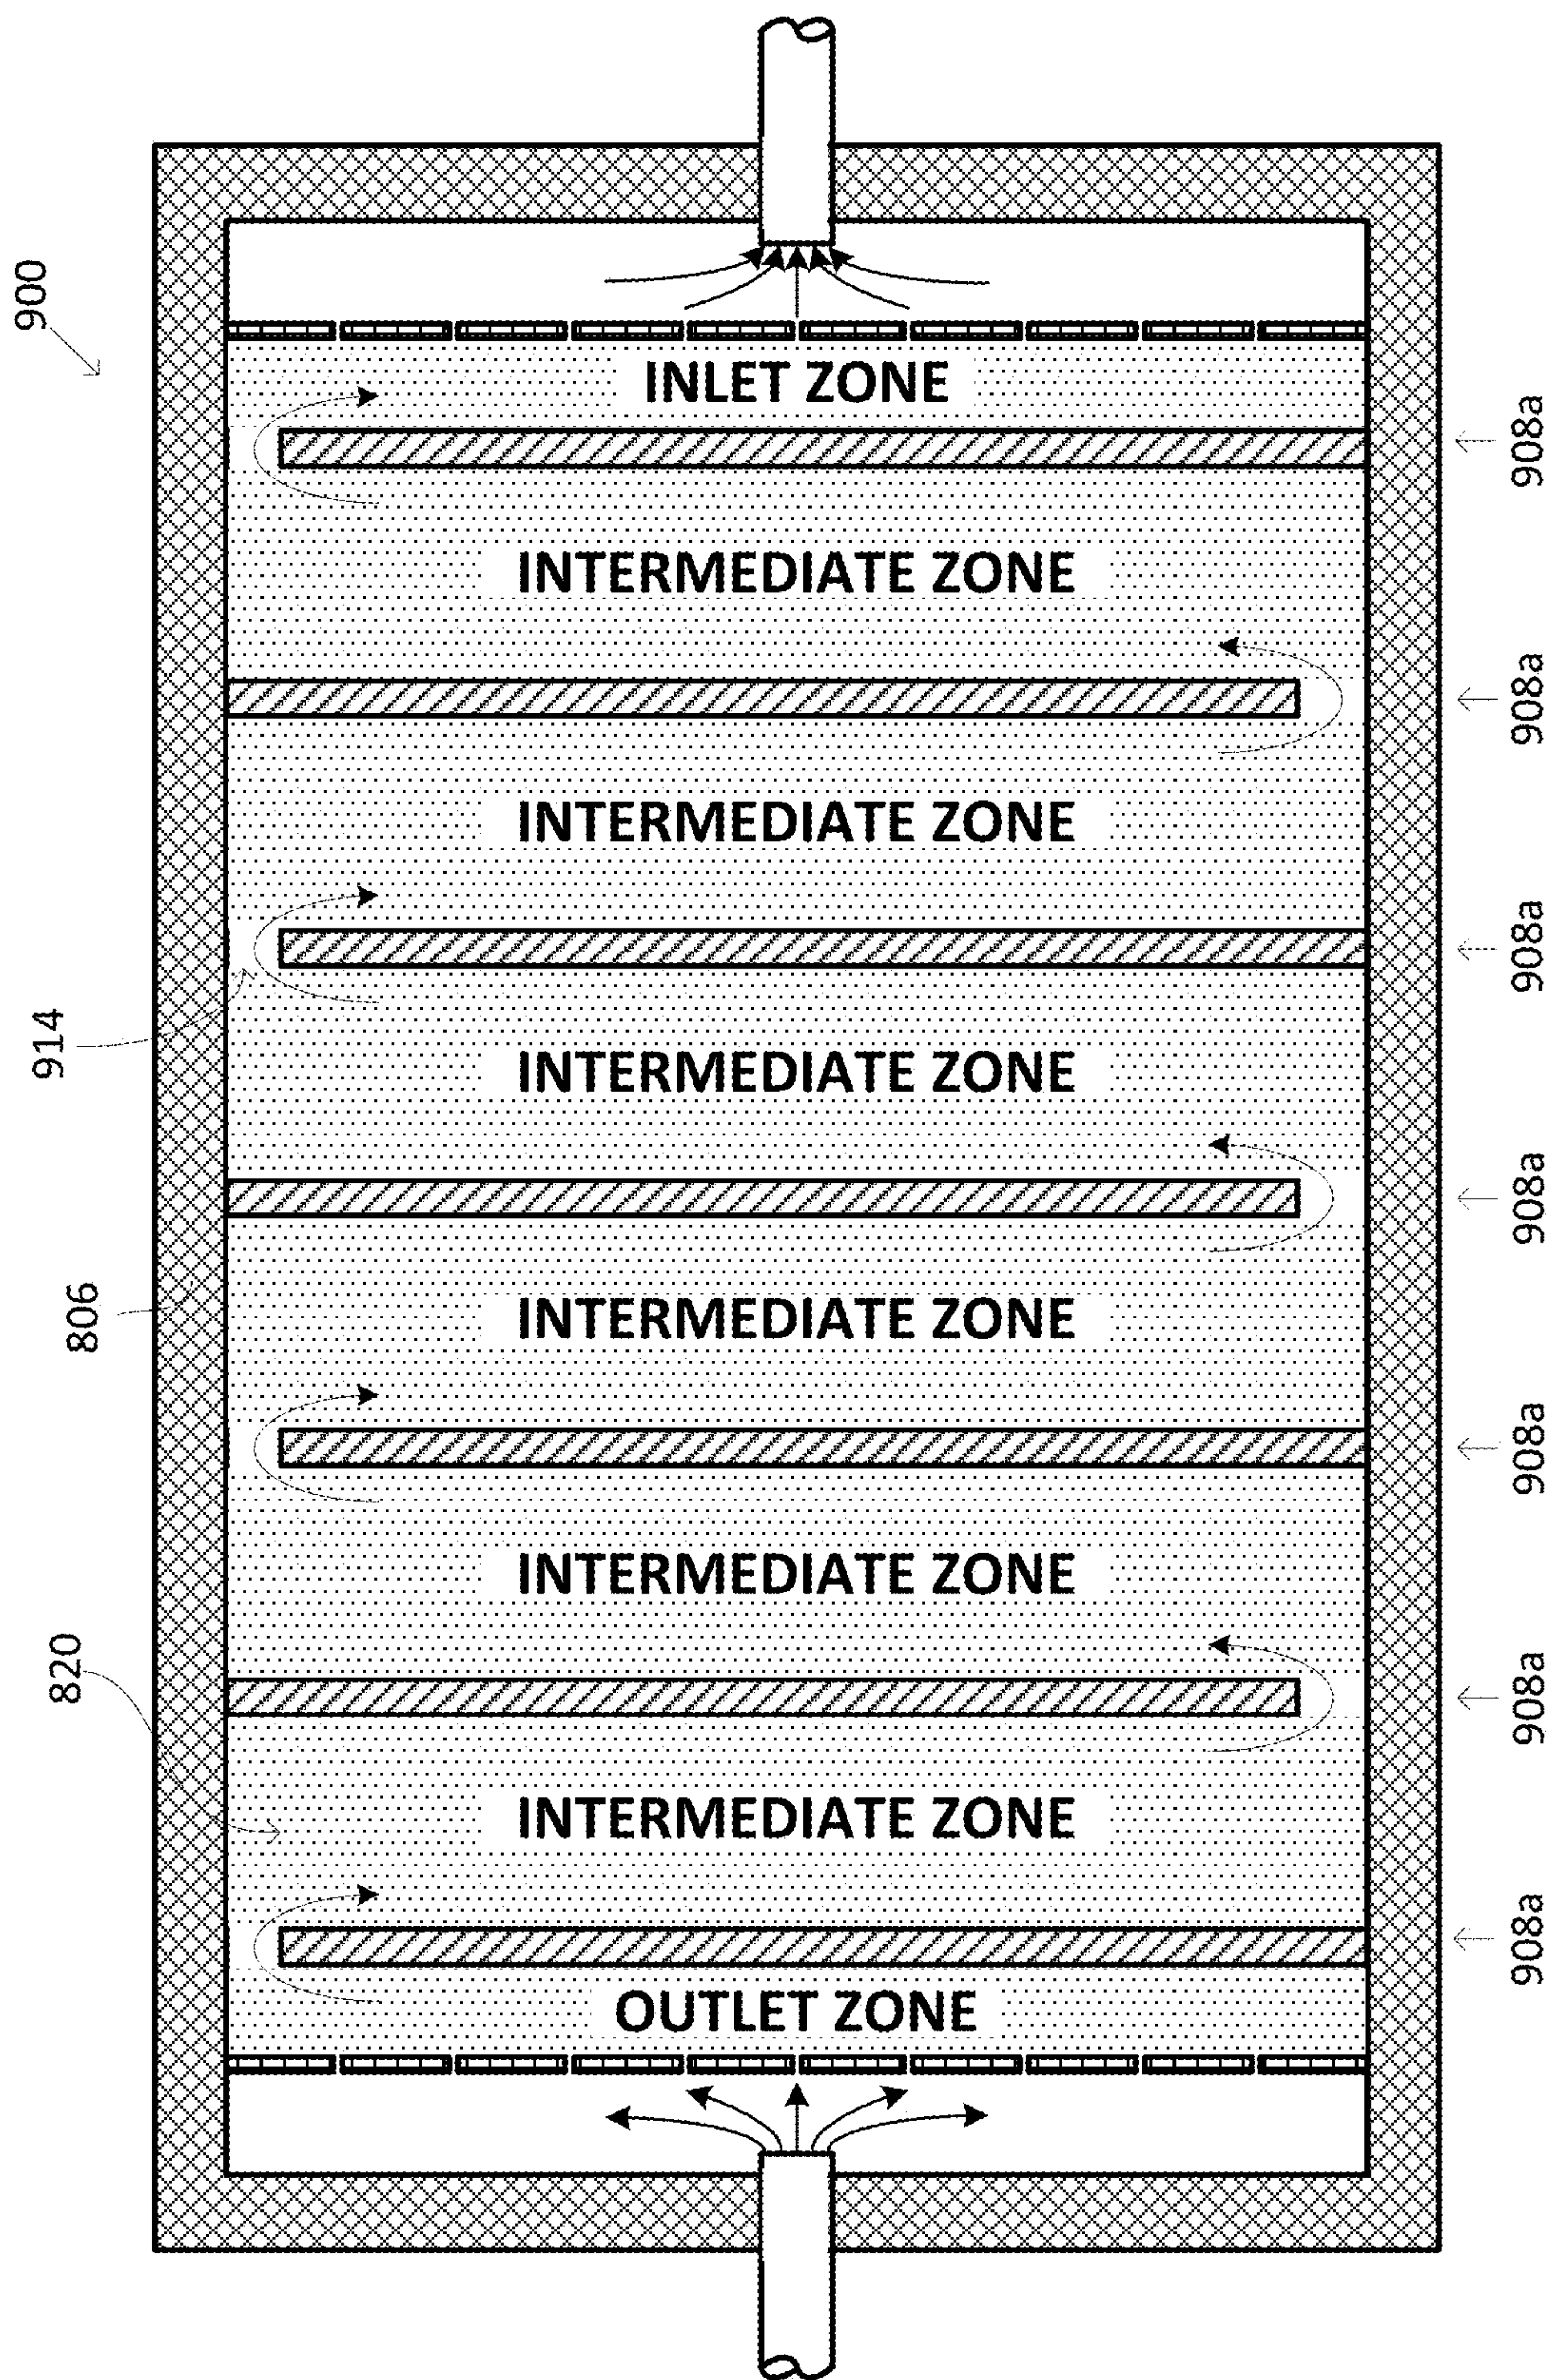 900
INLET ZONE
908a
INTERMEDIATE ZONE
908a
INTERMEDIATE ZONE
908a
914
INTERMEDIATE ZONE
908a
806
INTERMEDIATE ZONE
908a
INTERMEDIATE ZONE
820
908a
INTERMEDIATE ZONE
908a
OUTLET ZONE